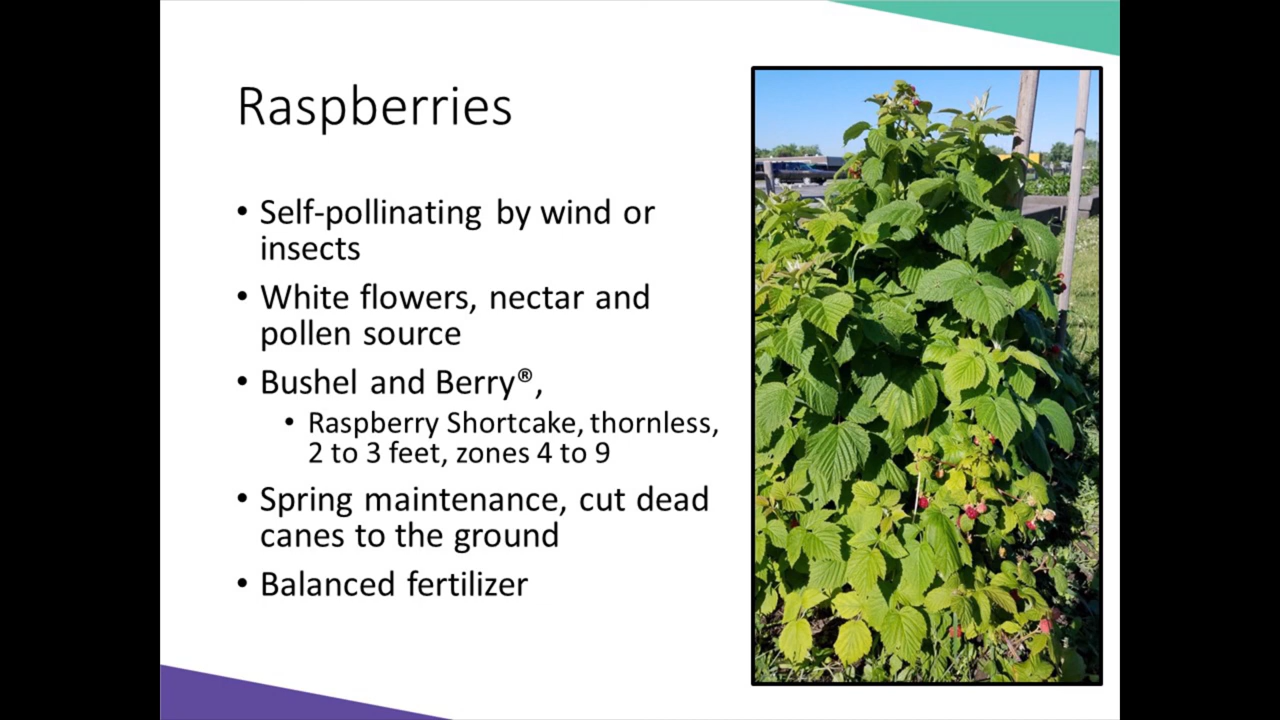 Raspberries
• Self-pollinating by wind or
insects
• White flowers, nectar and
pollen source
• Bushel and Berry®,
• Raspberry Shortcake, thornless,
2 to 3 feet, zones 4 to 9
• Spring maintenance, cut dead
canes to the ground
• Balanced fertilizer